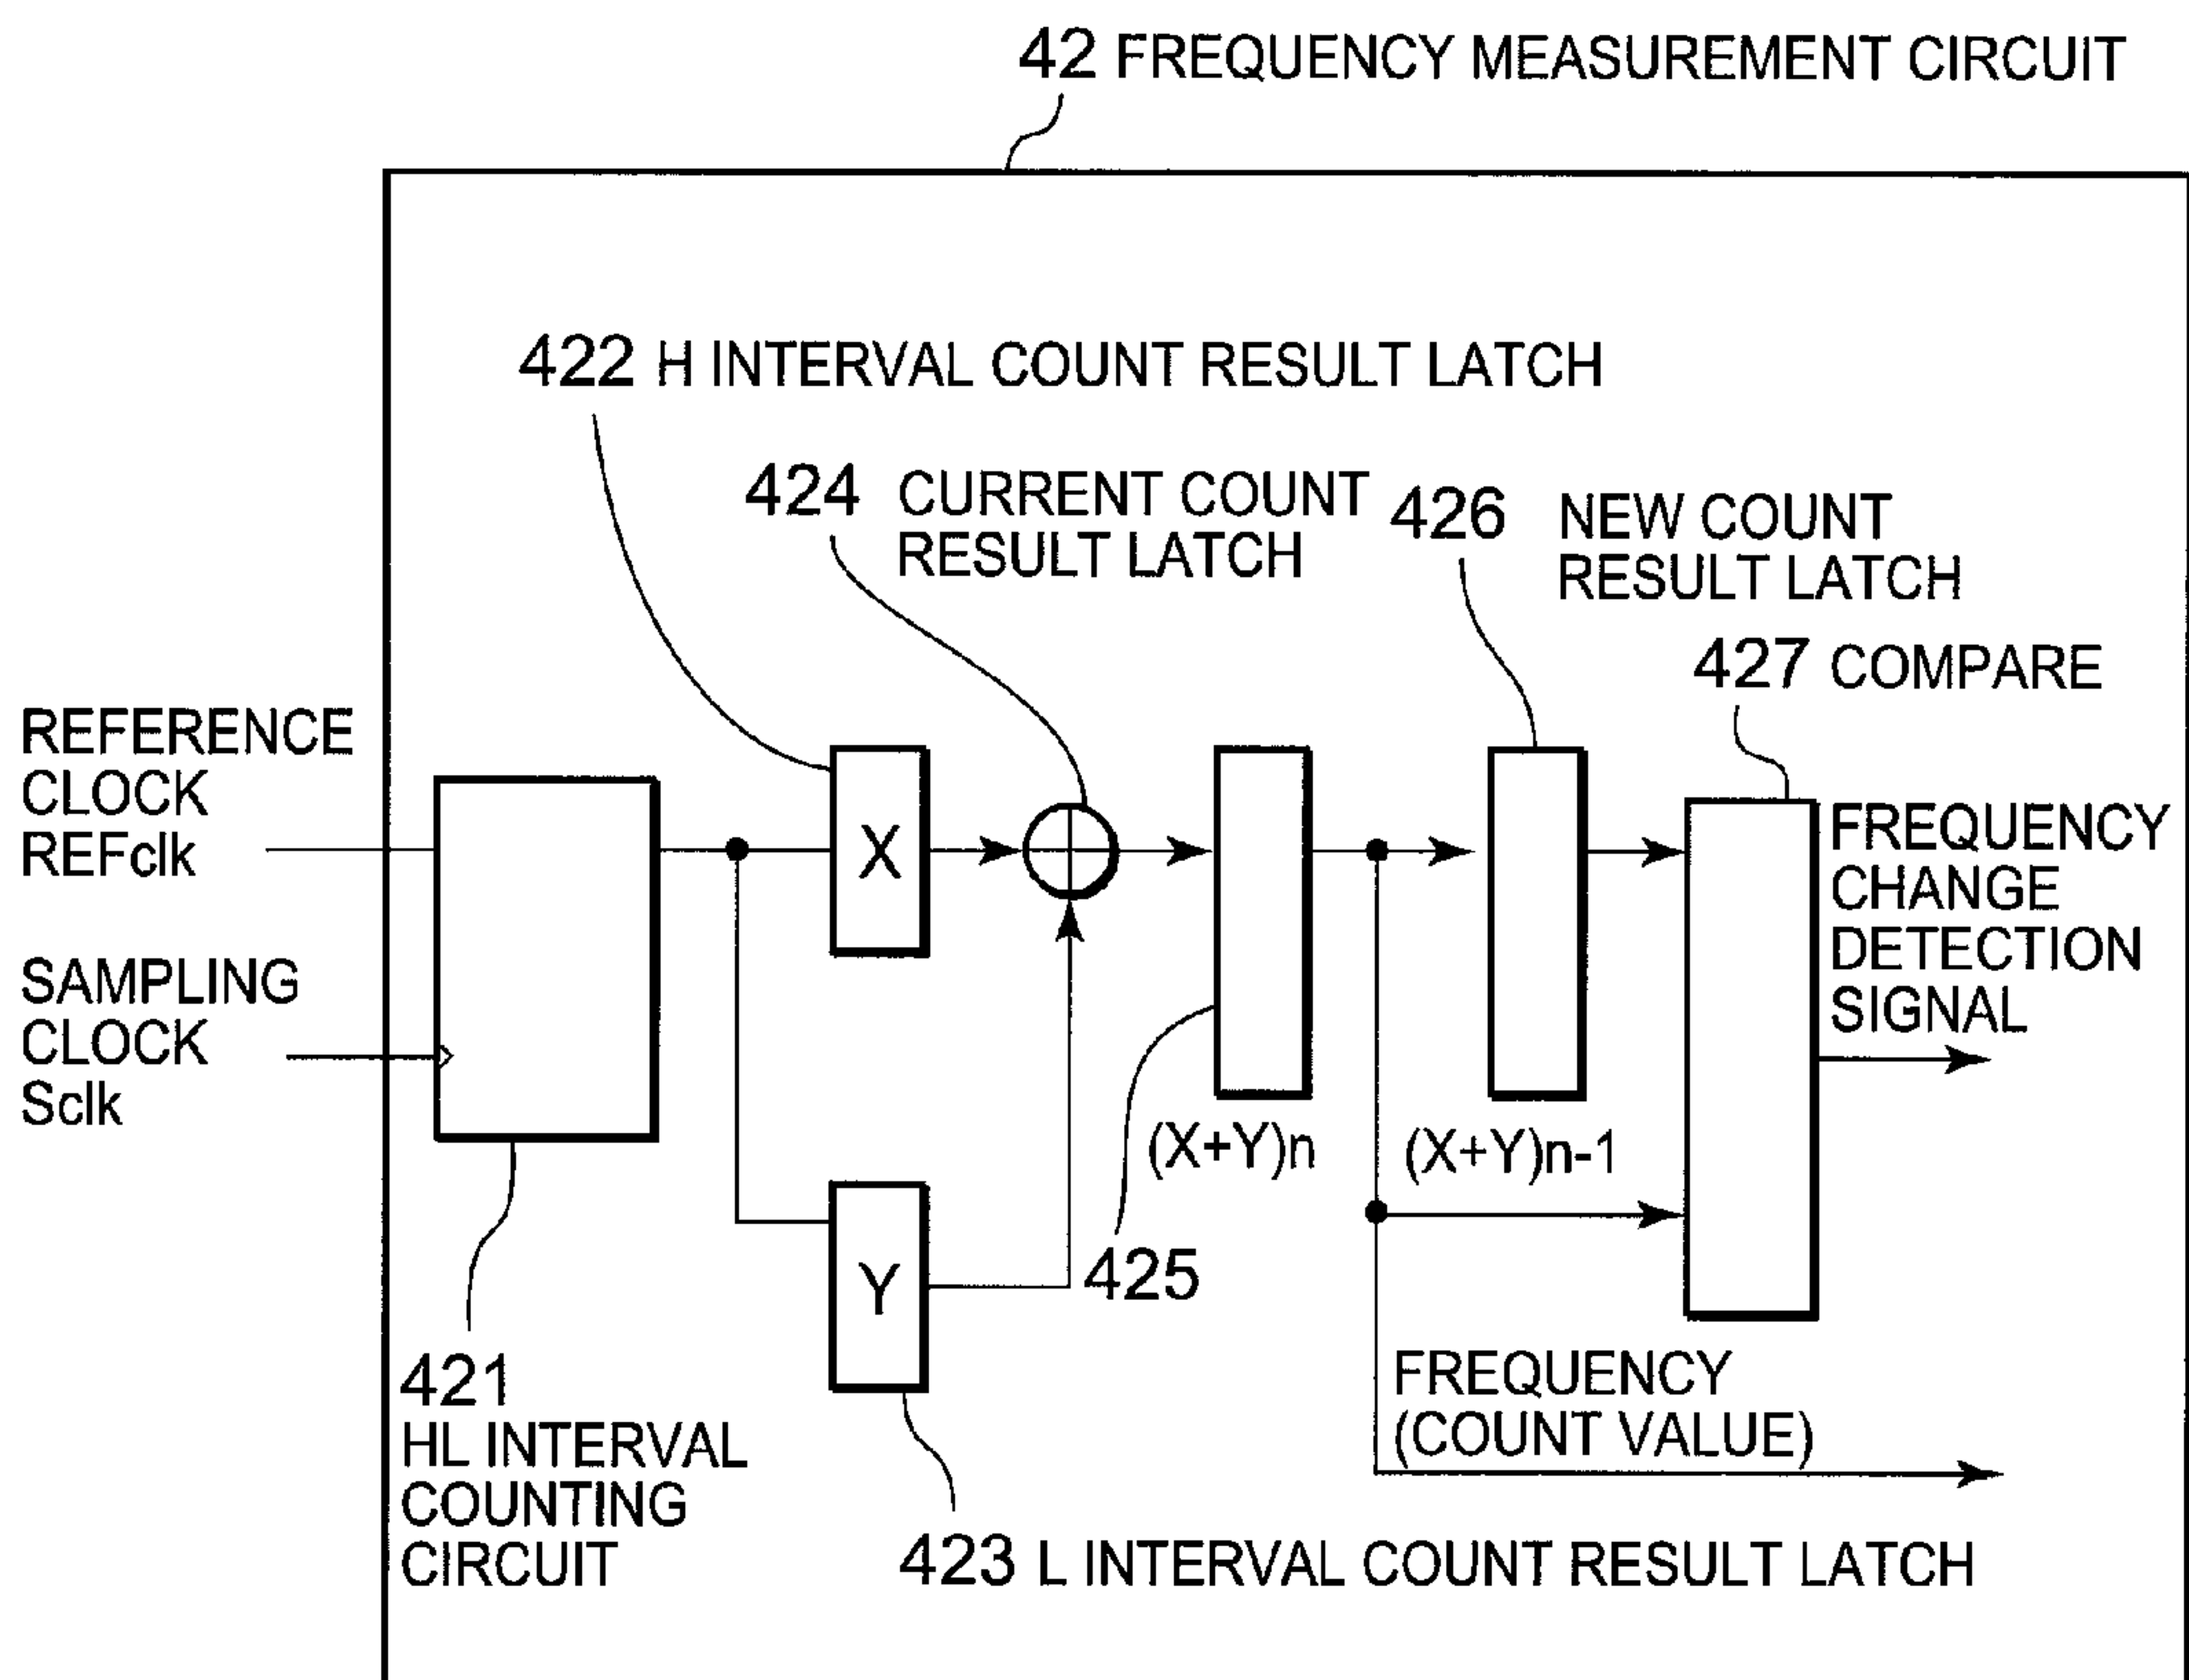 42 FREQUENCY MEASUREMENT CIRCUIT
422 H INTERVAL COUNT RESULT LATCH
424 CURRENT COUNT
RESULT LATCH
426 NEW COUNT
RESULT LATCH
427 COMPARE
REFERENCE
CLOCK
REFclk
SAMPLING
CLOCK
Sclk
X
Y
(X+Y)n
(X+Y)n-1
425
FREQUENCY
CHANGE
DETECTION
SIGNAL
FREQUENCY
(COUNT VALUE)
421
HL INTERVAL
COUNTING
CIRCUIT
423 L INTERVAL COUNT RESULT LATCH